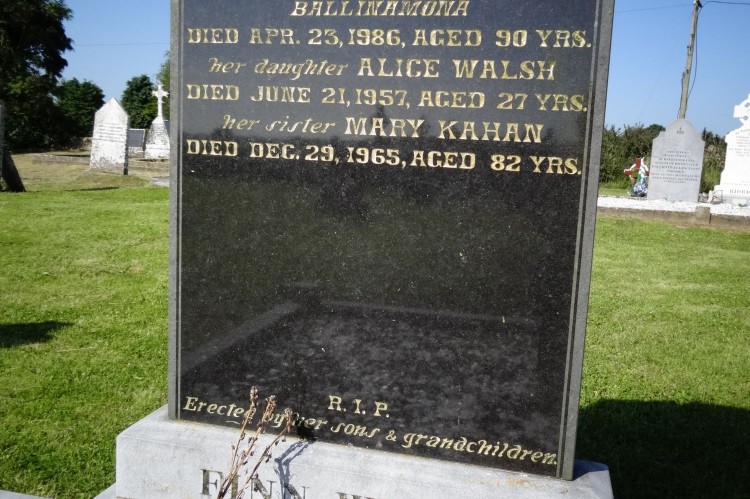 BALLINAMONA
DIED APR. 23, 1986, AGED 90 YRS.
her daughter ALICE WALSH
DIED JUNE 21, 1957, AGED 27 YRS.
her sister MARY KAHAN
DIED DEC. 29, 1965, AGED 82 YRS.
R.I.P.
Erected by her sons & grandchildren.
FINN